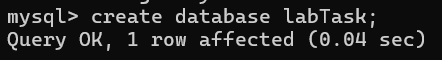 mysql> create database labTask;
Query OK, 1 row affected (0.04 sec)